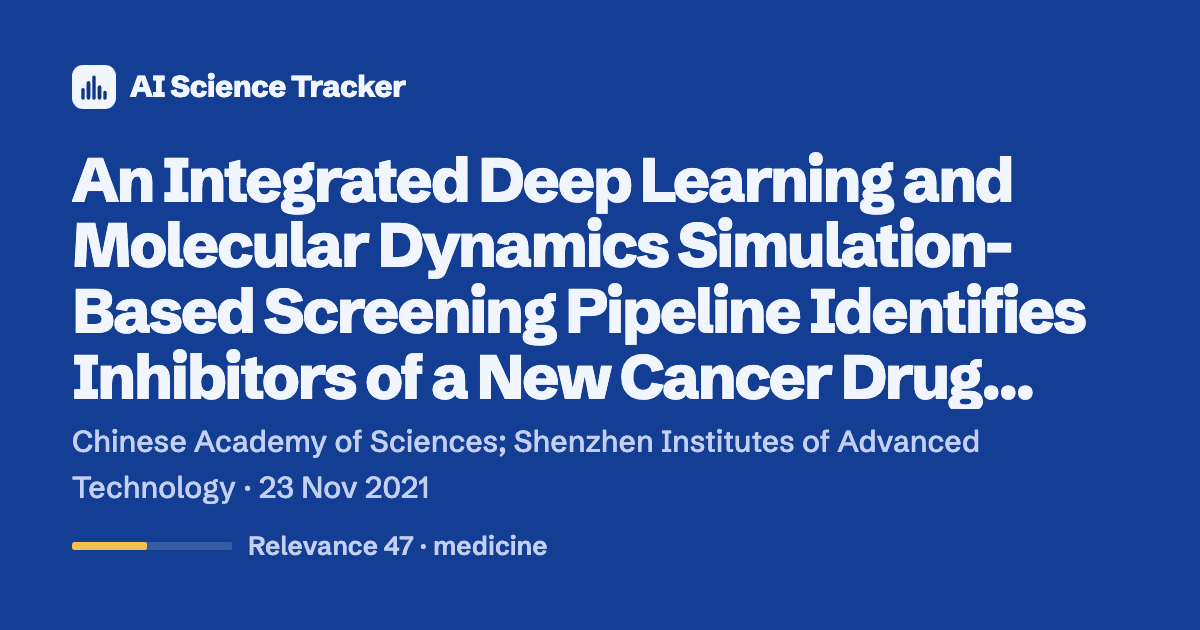 AI Science Tracker
An Integrated Deep Learning and
Molecular Dynamics Simulation-
Based Screening Pipeline Identifies
Inhibitors of a New Cancer Drug...
Chinese Academy of Sciences; Shenzhen Institutes of Advanced
Technology · 23 Nov 2021
Relevance 47 · medicine